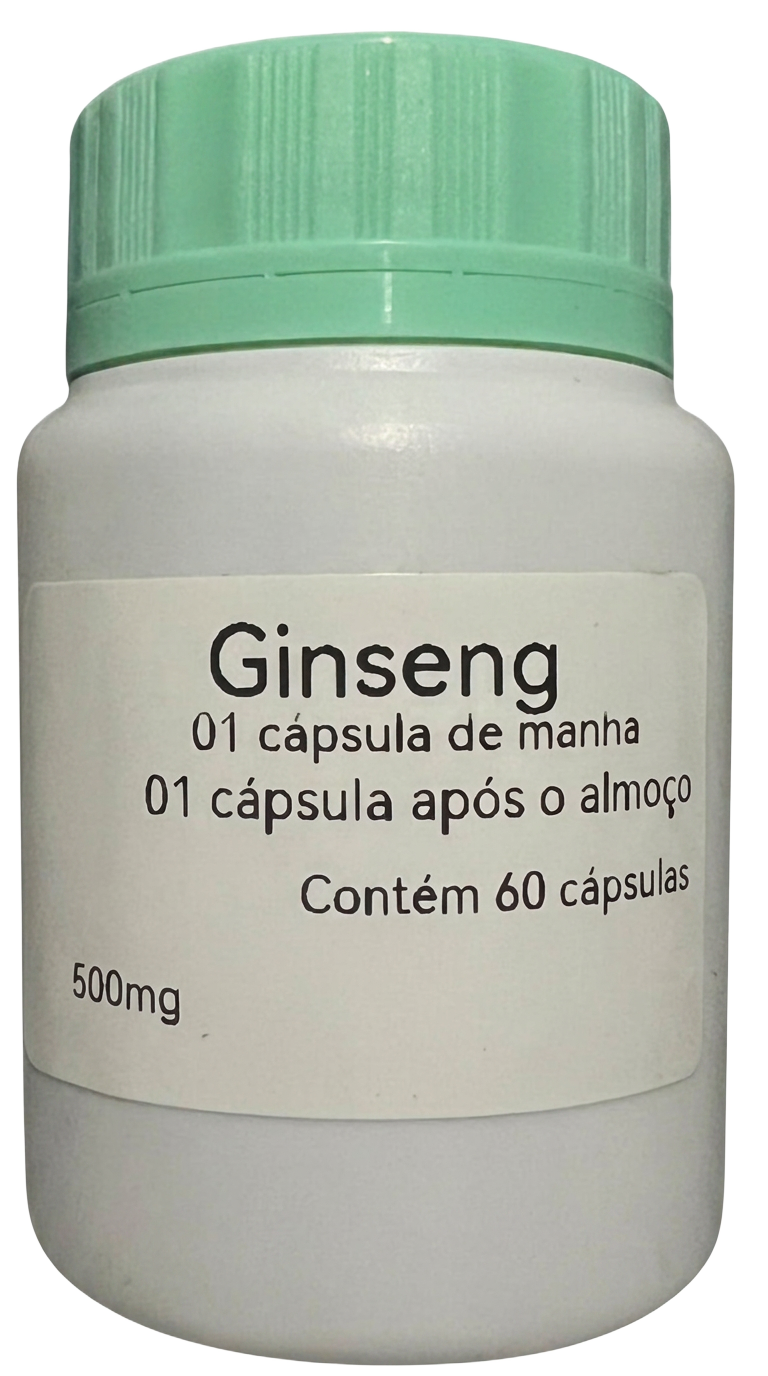 Ginseng
01 cápsula de manha
01 cápsula após o almoço
Contém 60 cápsulas
500mg